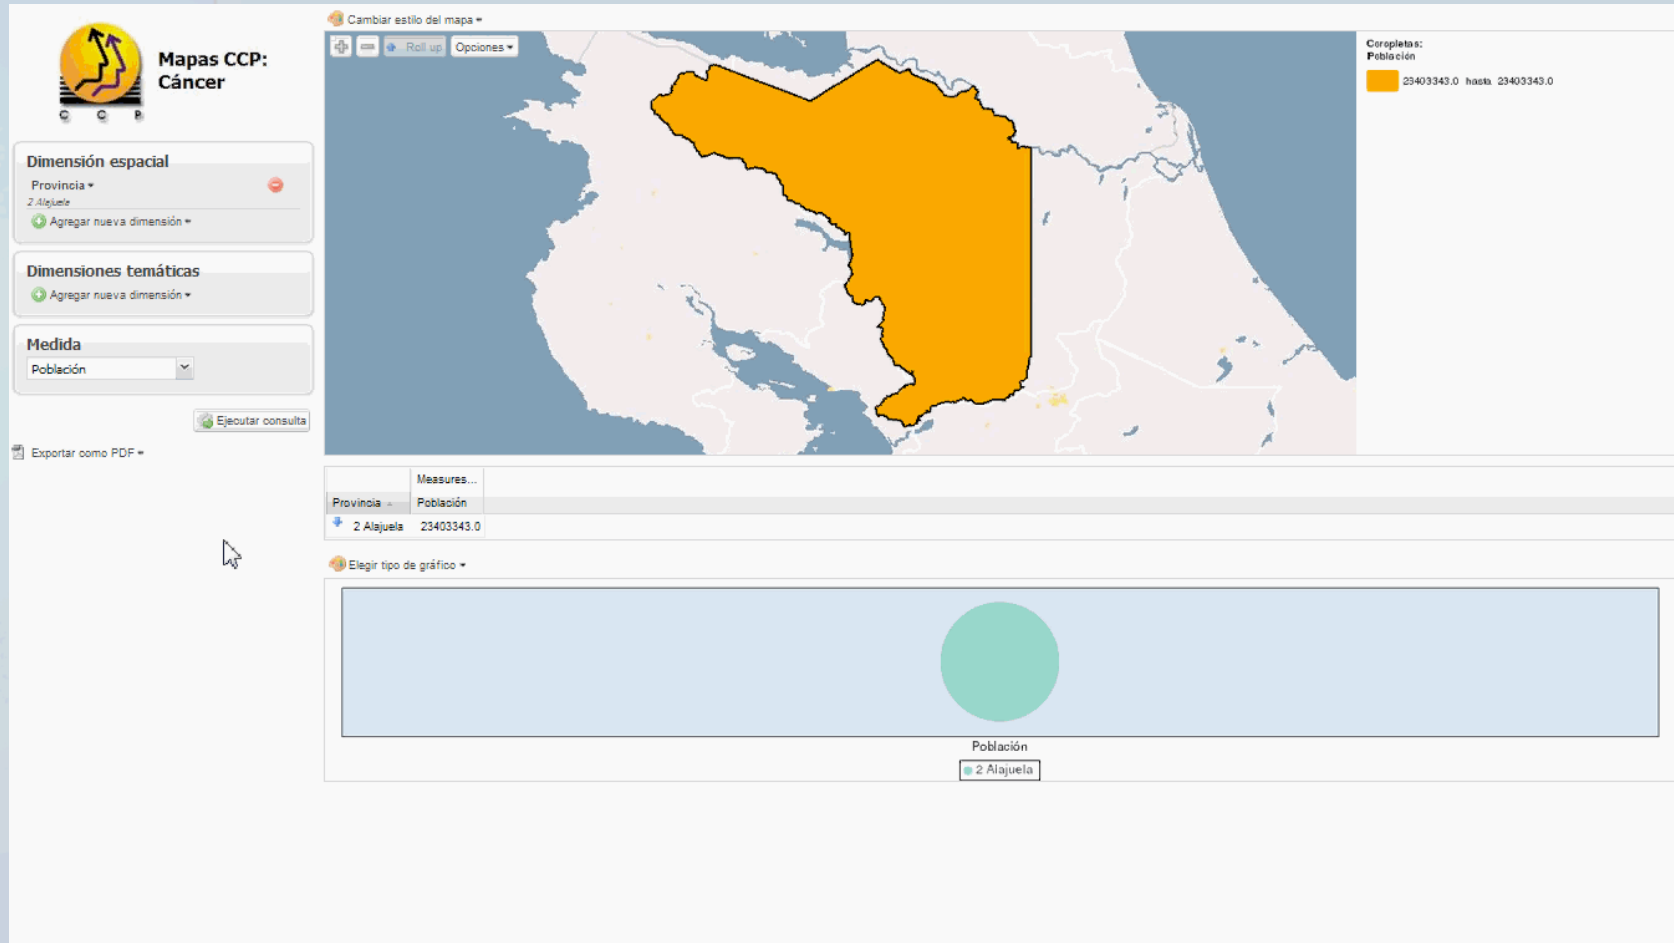 Mapas CCP:
Cáncer
C C P
Dimensión espacial
Provincia
2 Alajuela
Agregar nueva dimensión
Dimensiones temáticas
Agregar nueva dimensión
Medida
Población
Ejecutar consulta
Exportar como PDF
Cambiar estilo del mapa
Roll up
Opciones
Coropletas:
Población
23403343.0 hasta 23403343.0
Measures...
Provincia Población
2 Alajuela 23403343.0
Elegir tipo de gráfico
Población
2 Alajuela